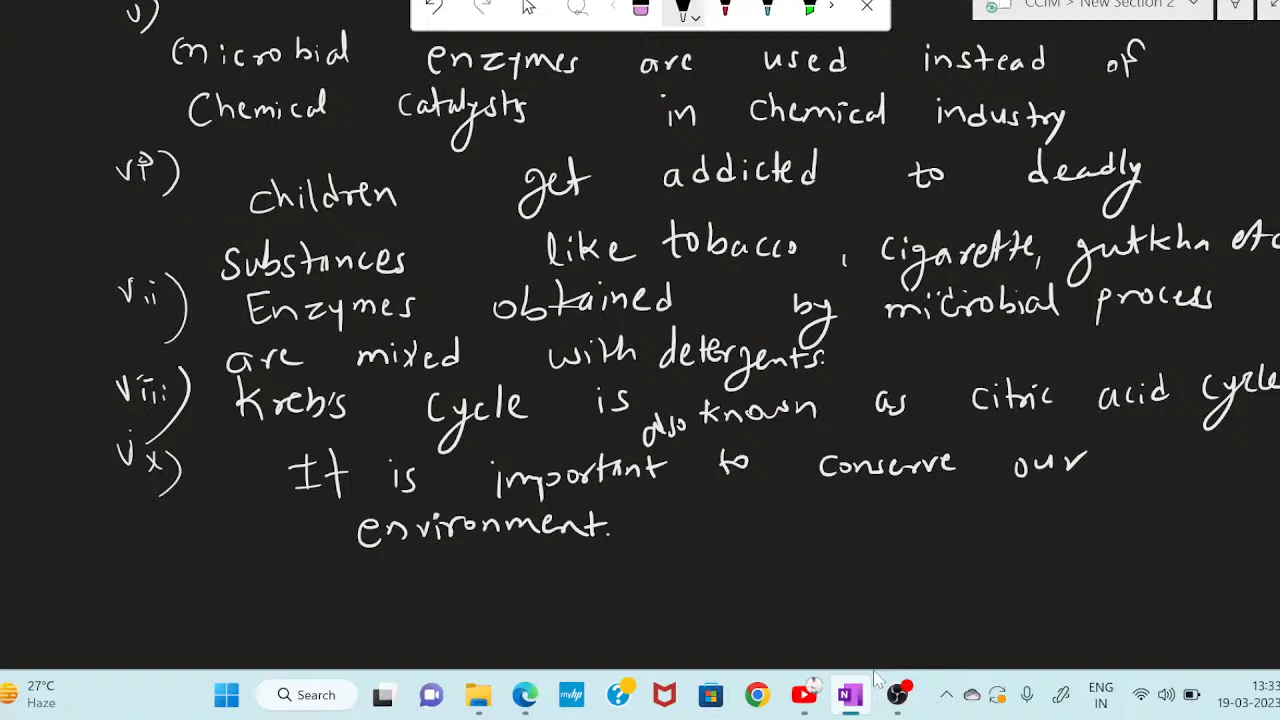 CCIM > New Section 2
v)
Microbial enzymes are used instead of
Chemical catalysts in chemical industry
vi) children get addicted to deadly
substances like tobacco, cigarette, gutkha etc
vii) Enzymes obtained by microbial process
are mixed with detergents.
viii) Kreb's cycle is also known as citric acid cycle
ix) It is important to conserve our
environment.
27°C
Haze
Search
myhp
ENG
IN
13:33
19-03-2023